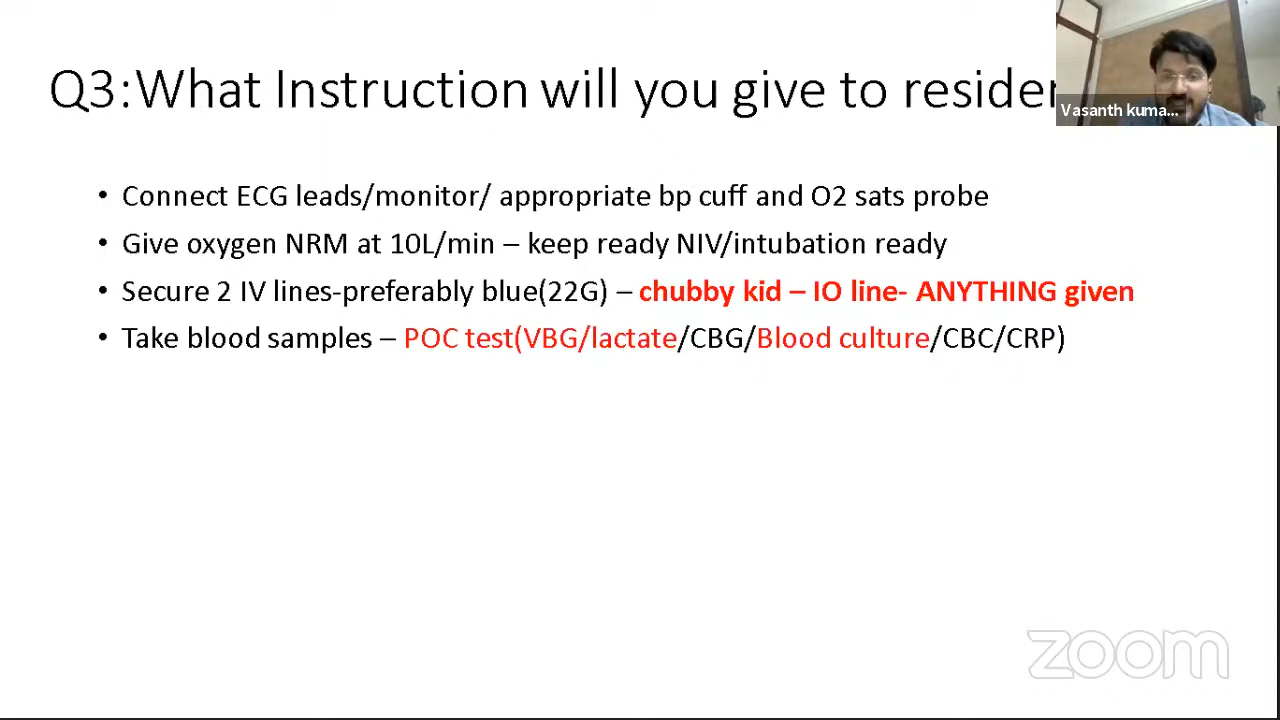 Q3:What Instruction will you give to residen
Vasanth kuma...
• Connect ECG leads/monitor/ appropriate bp cuff and O2 sats probe
• Give oxygen NRM at 10L/min – keep ready NIV/intubation ready
• Secure 2 IV lines-preferably blue(22G) – chubby kid – IO line- ANYTHING given
• Take blood samples – POC test(VBG/lactate/CBG/Blood culture/CBC/CRP)
zoom